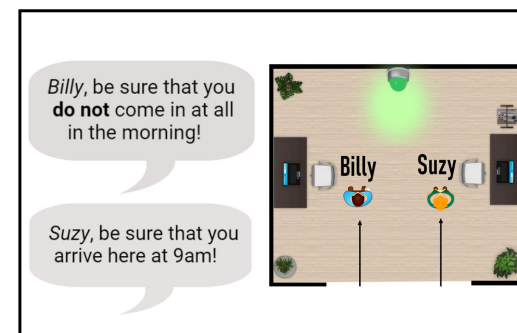 Billy, be sure that you
do not come in at all
in the morning!
Billy
Suzy
Suzy, be sure that you
arrive here at 9am!